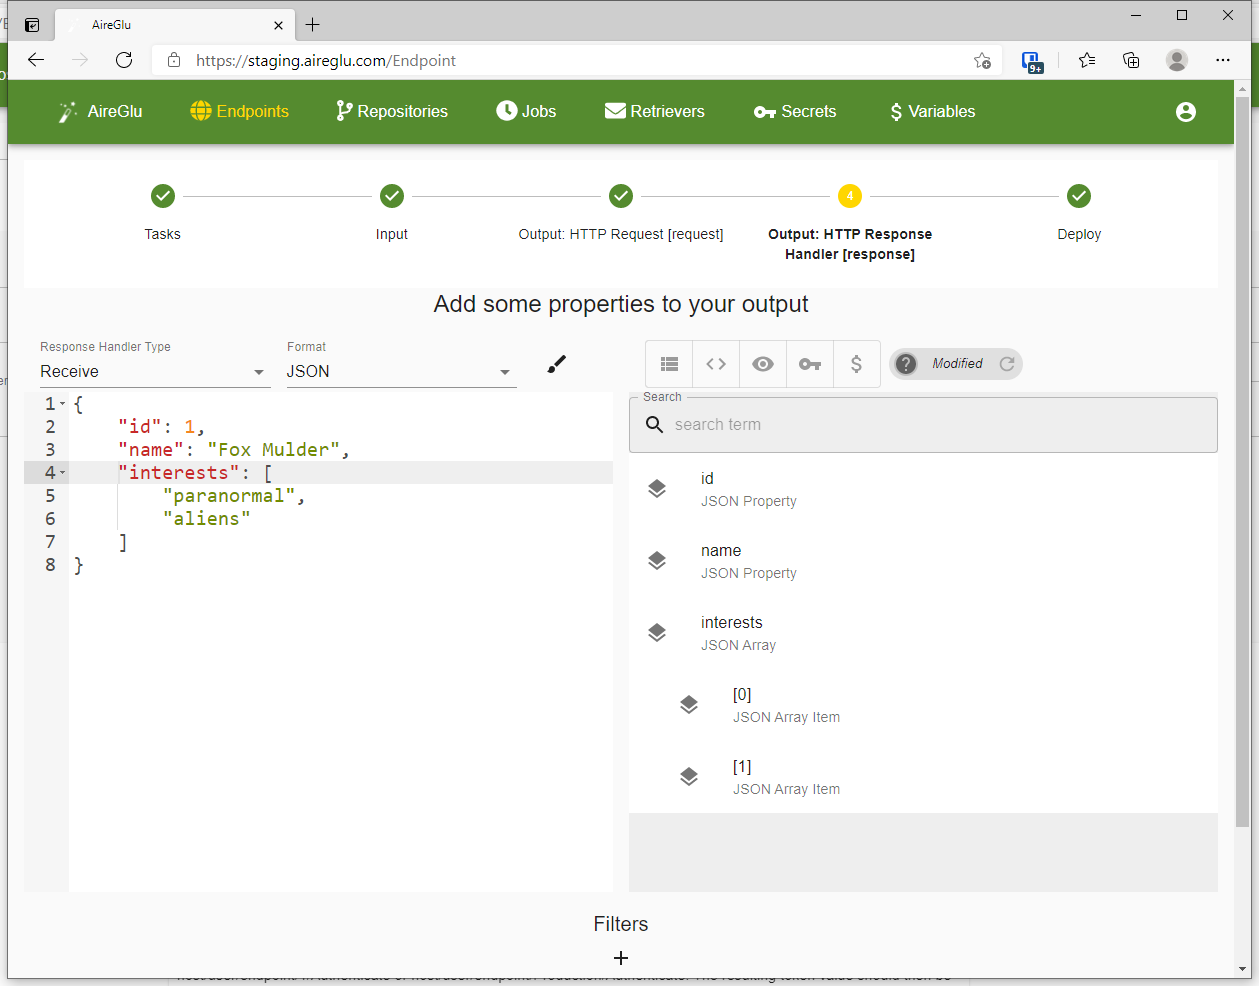 AireGlu
https://staging.aireglu.com/Endpoint
9+
AireGlu Endpoints Repositories Jobs Retrievers Secrets $ Variables
4
Tasks
Input
Output: HTTP Request [request]
Output: HTTP Response
Handler [response]
Deploy
Add some properties to your output
Response Handler Type
Receive
Format
JSON
$
? Modified
1 {
2 "id": 1,
3 "name": "Fox Mulder",
4 "interests": [
5 "paranormal",
6 "aliens"
7 ]
8 }
Search
search term
id
JSON Property
name
JSON Property
interests
JSON Array
[0]
JSON Array Item
[1]
JSON Array Item
Filters
+